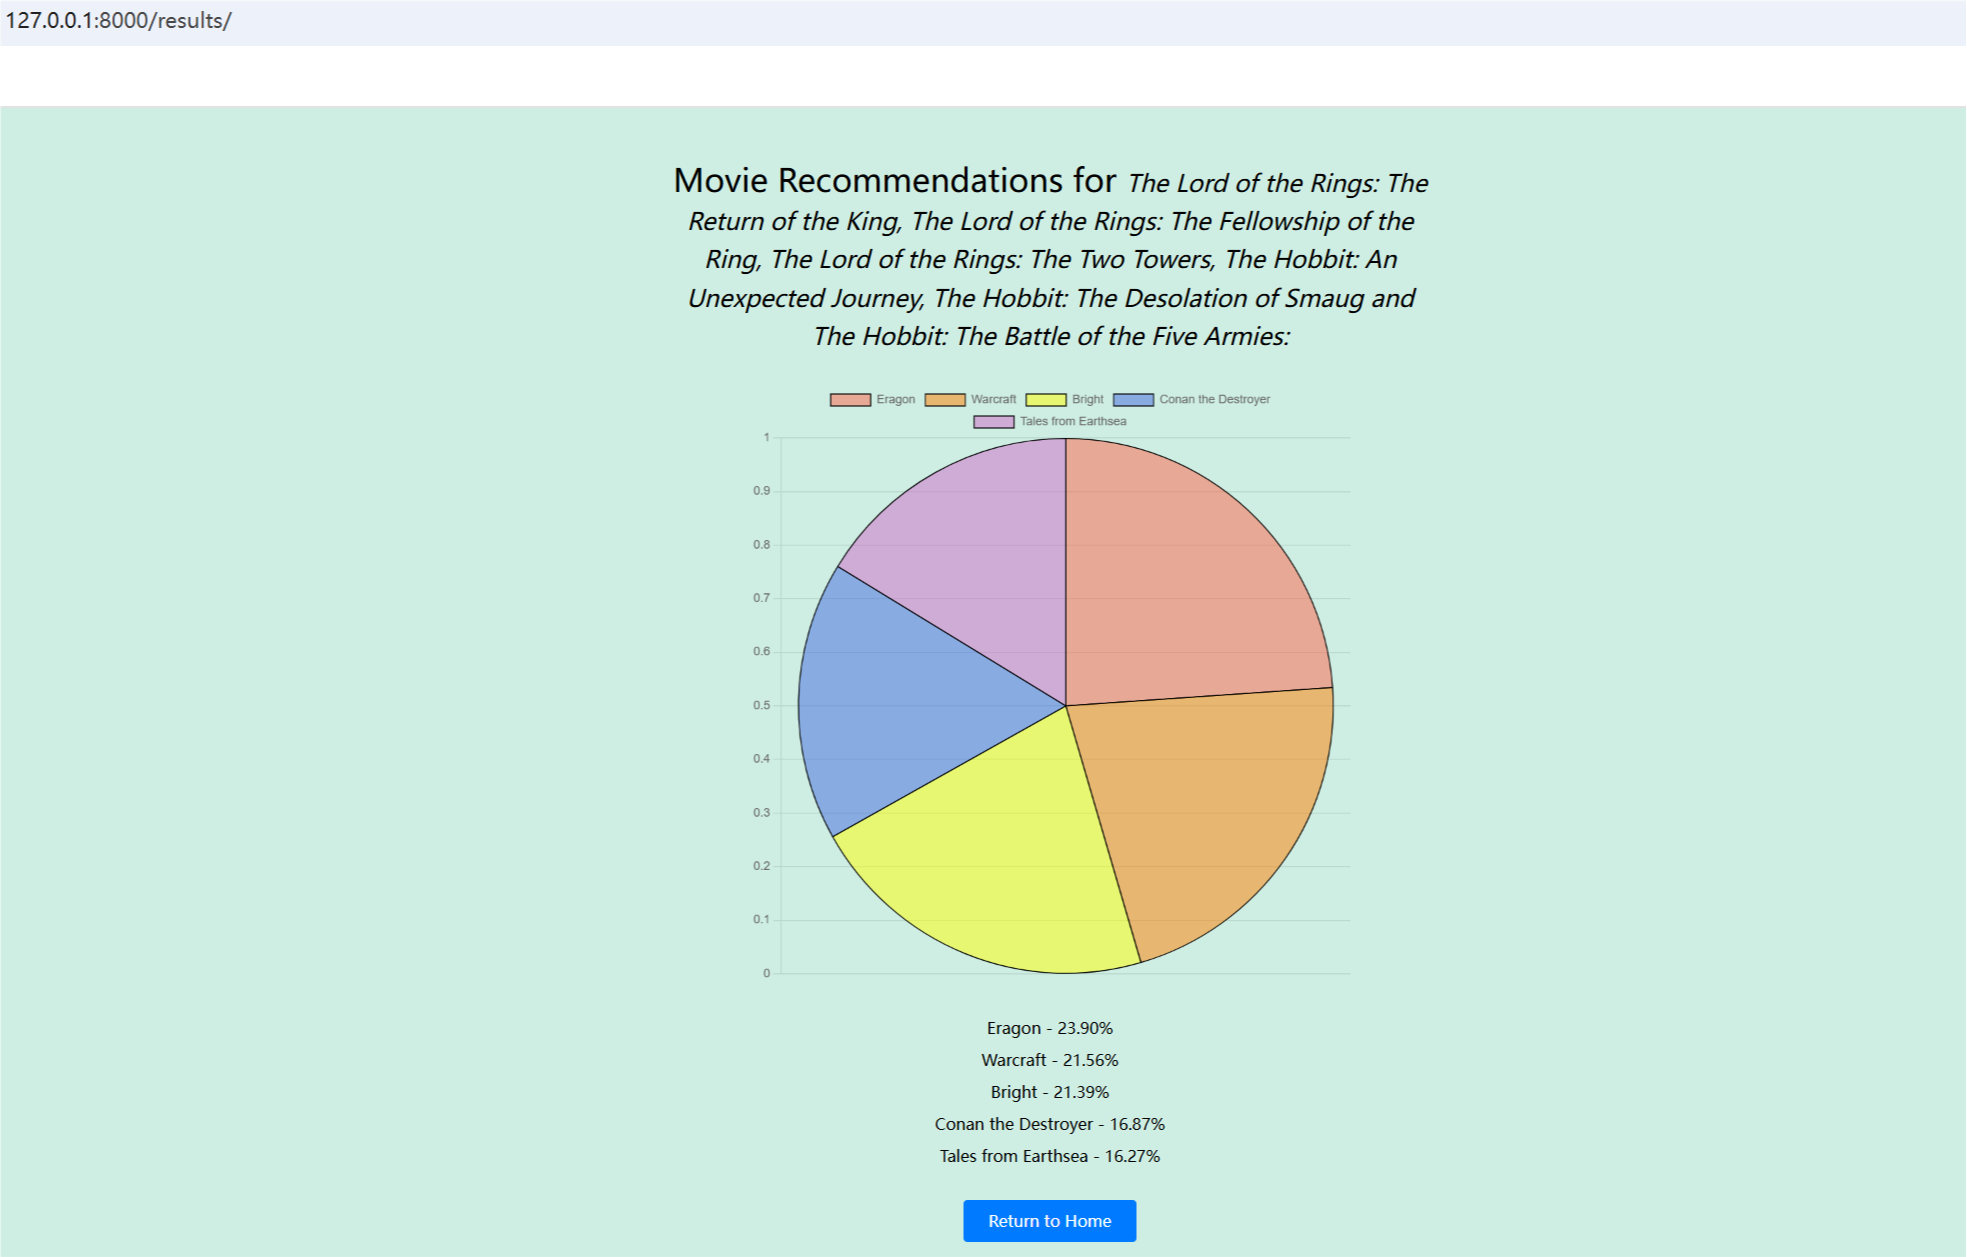 127.0.0.1:8000/results/
Movie Recommendations for The Lord of the Rings: The
Return of the King, The Lord of the Rings: The Fellowship of the
Ring, The Lord of the Rings: The Two Towers, The Hobbit: An
Unexpected Journey, The Hobbit: The Desolation of Smaug and
The Hobbit: The Battle of the Five Armies:
Eragon Warcraft Bright Conan the Destroyer
Tales from Earthsea
1
0.9
0.8
0.7
0.6
0.5
0.4
0.3
0.2
0.1
0
Eragon - 23.90%
Warcraft - 21.56%
Bright - 21.39%
Conan the Destroyer - 16.87%
Tales from Earthsea - 16.27%
Return to Home